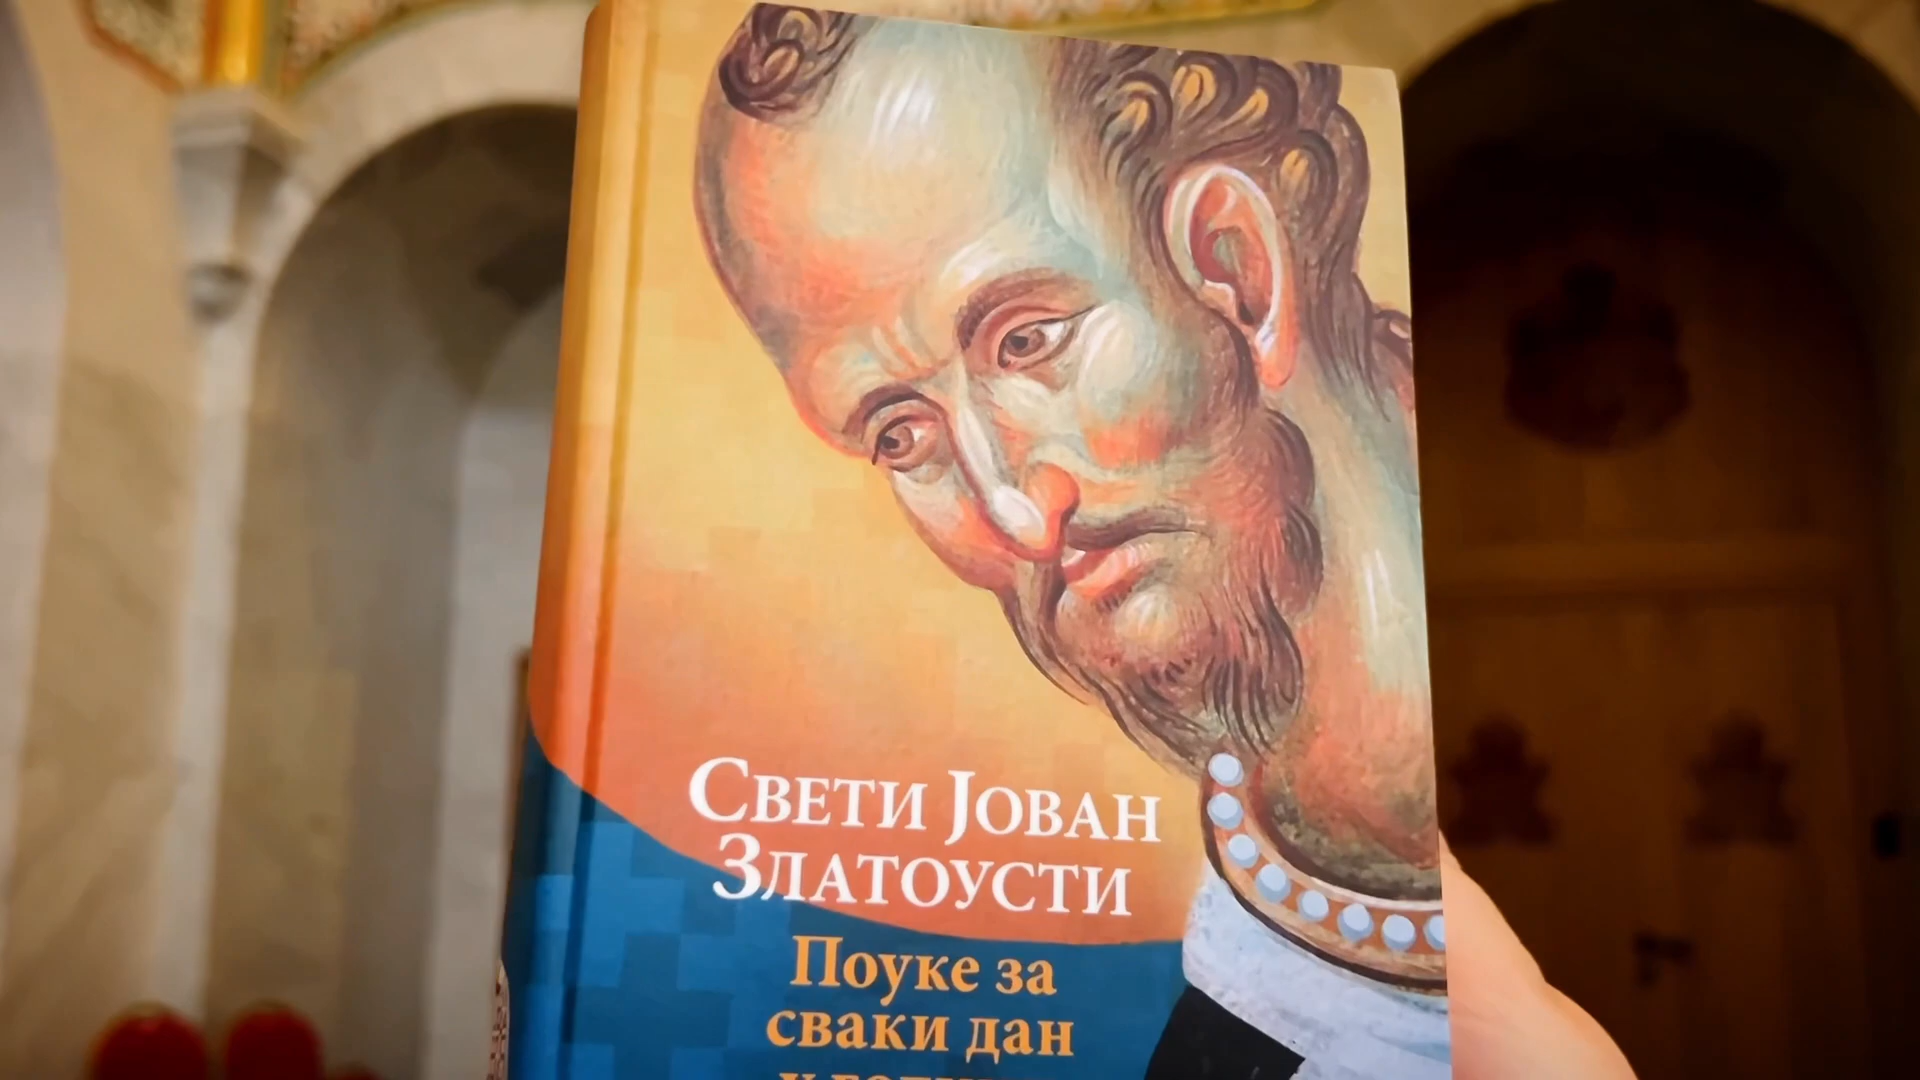 Свети Јован
Златоусти
Поуке за
сваки дан